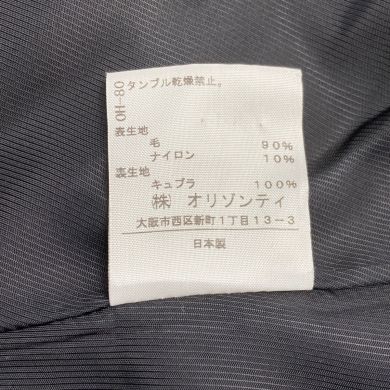 OH-80
タンブル乾燥禁止。
表生地
毛 90%
ナイロン 10%
裏生地
キュプラ 100%
㈱ オリゾンティ
大阪市西区新町1丁目13-3
日本製